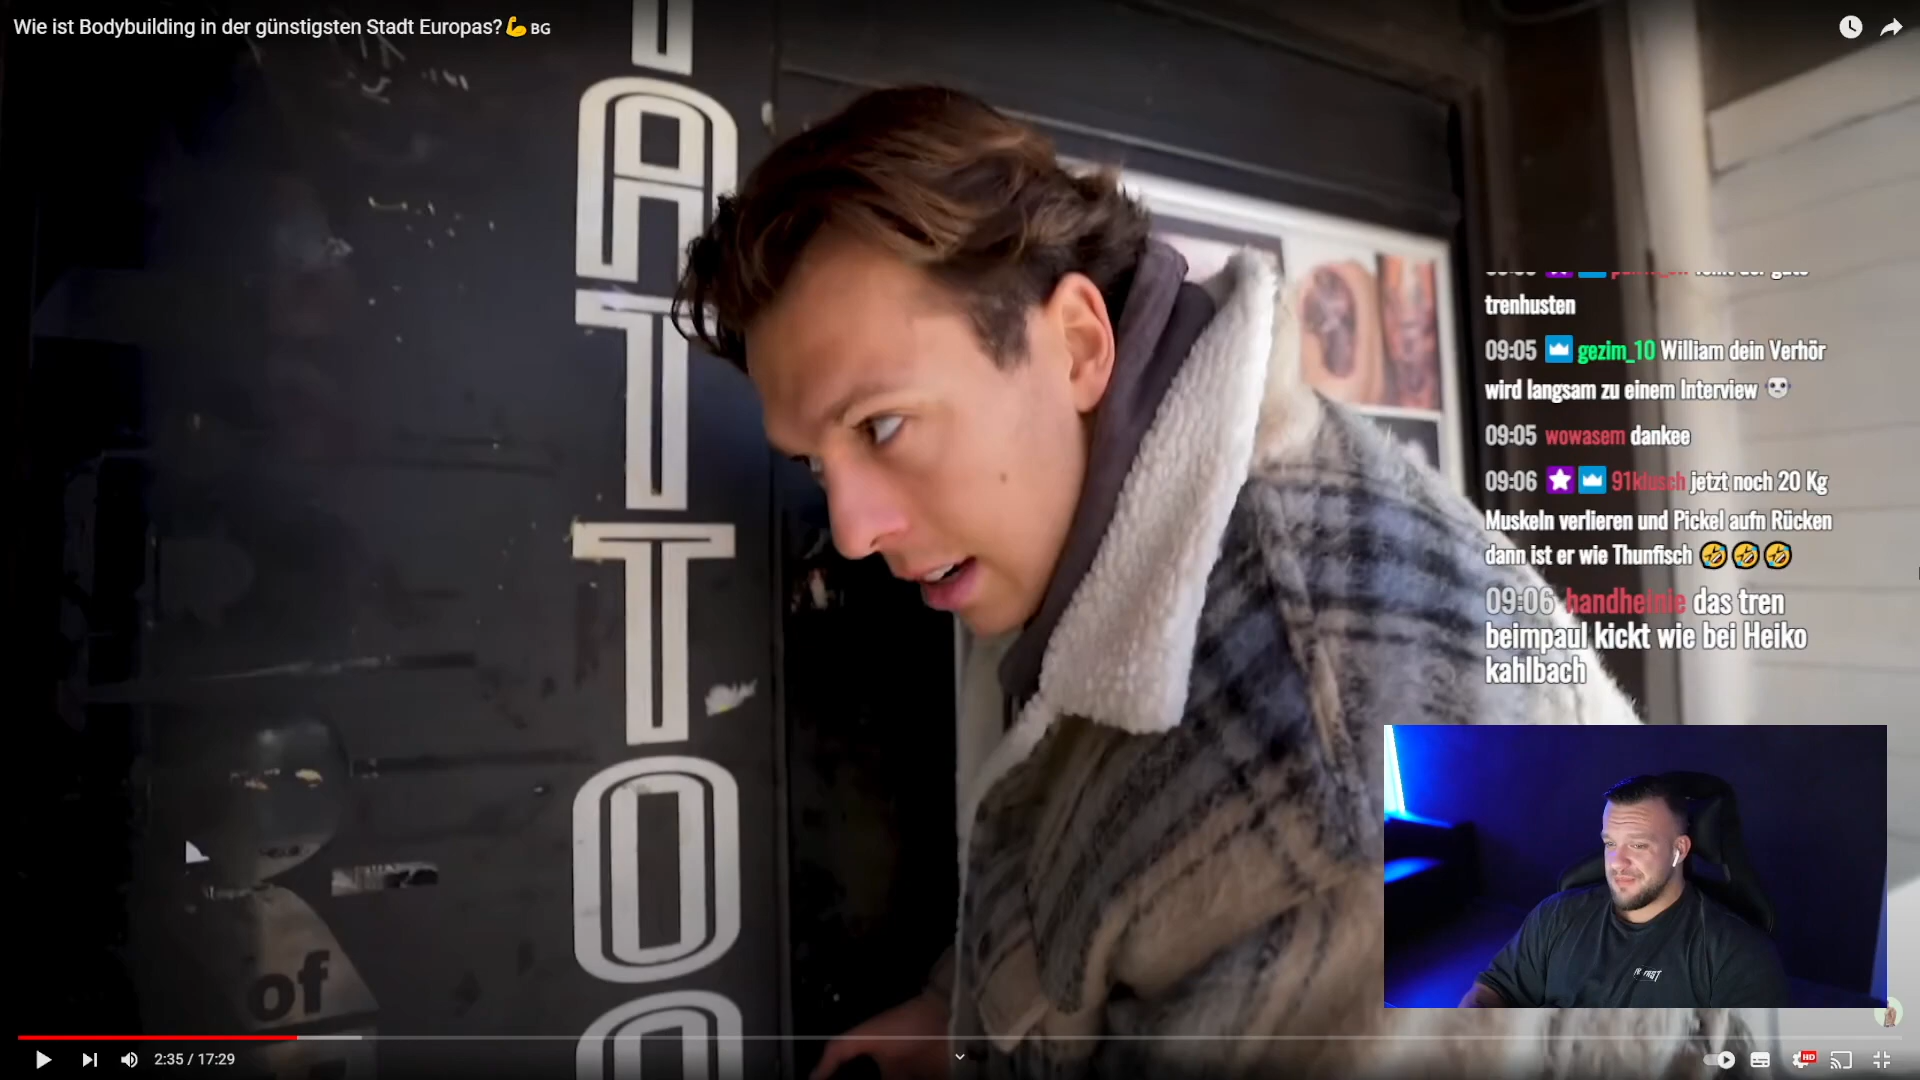 Wie ist Bodybuilding in der günstigsten Stadt Europas?💪 BG
TATTOO
of
trenhusten
09:05 gezim_10 William dein Verhör
wird langsam zu einem Interview
09:05 wowasem dankee
09:06 91klusch jetzt noch 20 Kg
Muskeln verlieren und Pickel aufn Rücken
dann ist er wie Thunfisch 🤣🤣🤣
09:06 handheinie das tren
beimpaul kickt wie bei Heiko
kahlbach
2:35 / 17:29
HD